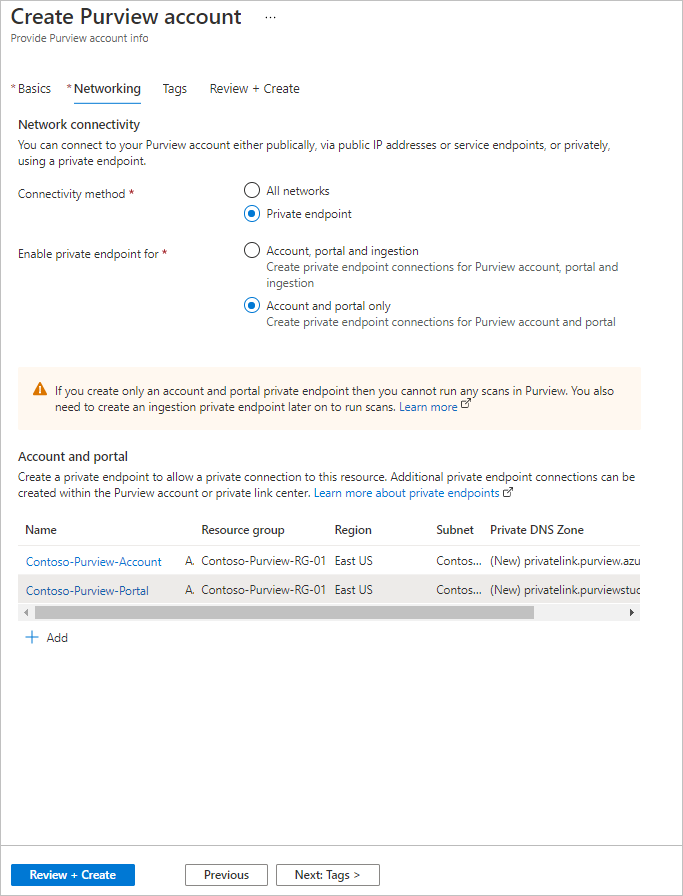 Create Purview account ...
Provide Purview account info
* Basics * Networking Tags Review + Create
Network connectivity
You can connect to your Purview account either publically, via public IP addresses or service endpoints, or privately,
using a private endpoint.
Connectivity method *
All networks
Private endpoint
Enable private endpoint for *
Account, portal and ingestion
Create private endpoint connections for Purview account, portal and
ingestion
Account and portal only
Create private endpoint connections for Purview account and portal
If you create only an account and portal private endpoint then you cannot run any scans in Purview. You also
need to create an ingestion private endpoint later on to run scans. Learn more
Account and portal
Create a private endpoint to allow a private connection to this resource. Additional private endpoint connections can be
created within the Purview account or private link center. Learn more about private endpoints
Name Resource group Region Subnet Private DNS Zone
Contoso-Purview-Account A. Contoso-Purview-RG-01 East US Contos... (New) privatelink.purview.azu
Contoso-Purview-Portal A. Contoso-Purview-RG-01 East US Contos... (New) privatelink.purviewstuc
+ Add
Review + Create Previous Next: Tags >